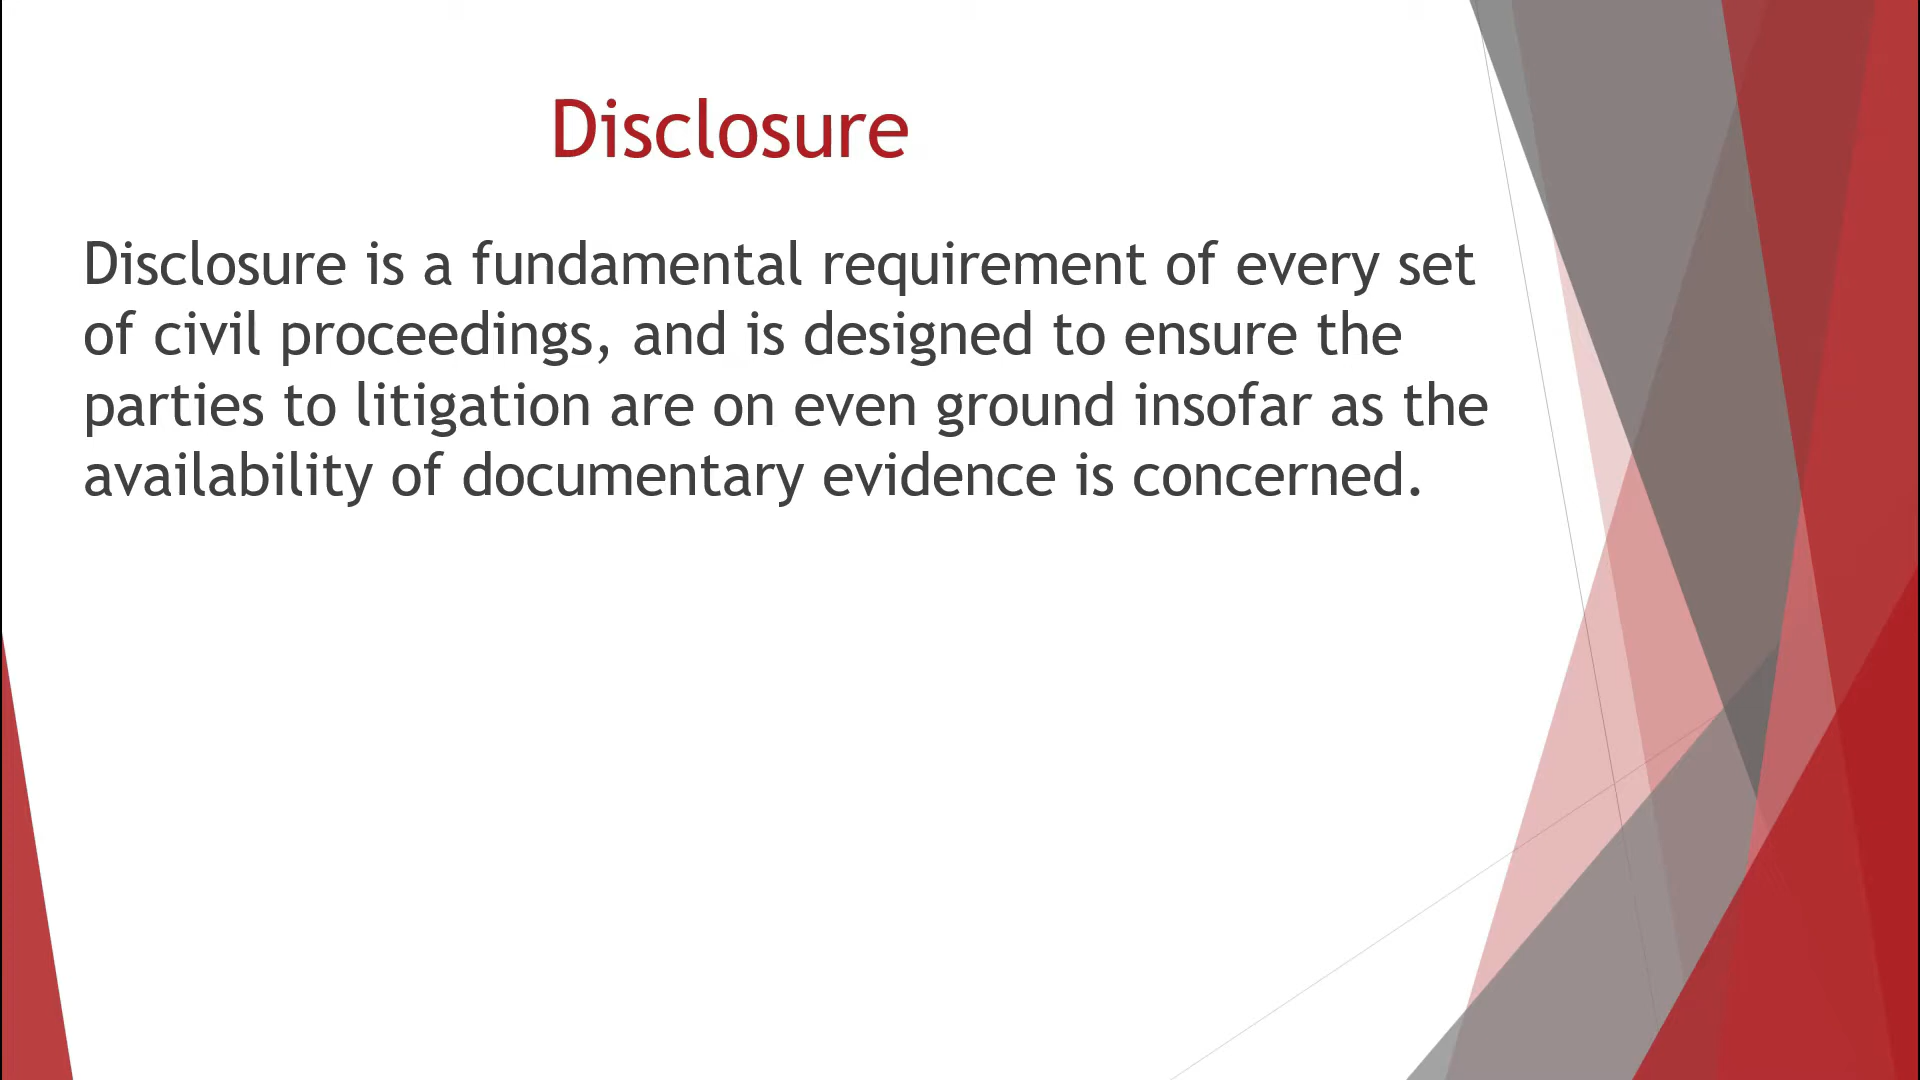 Disclosure
Disclosure is a fundamental requirement of every set
of civil proceedings, and is designed to ensure the
parties to litigation are on even ground insofar as the
availability of documentary evidence is concerned.